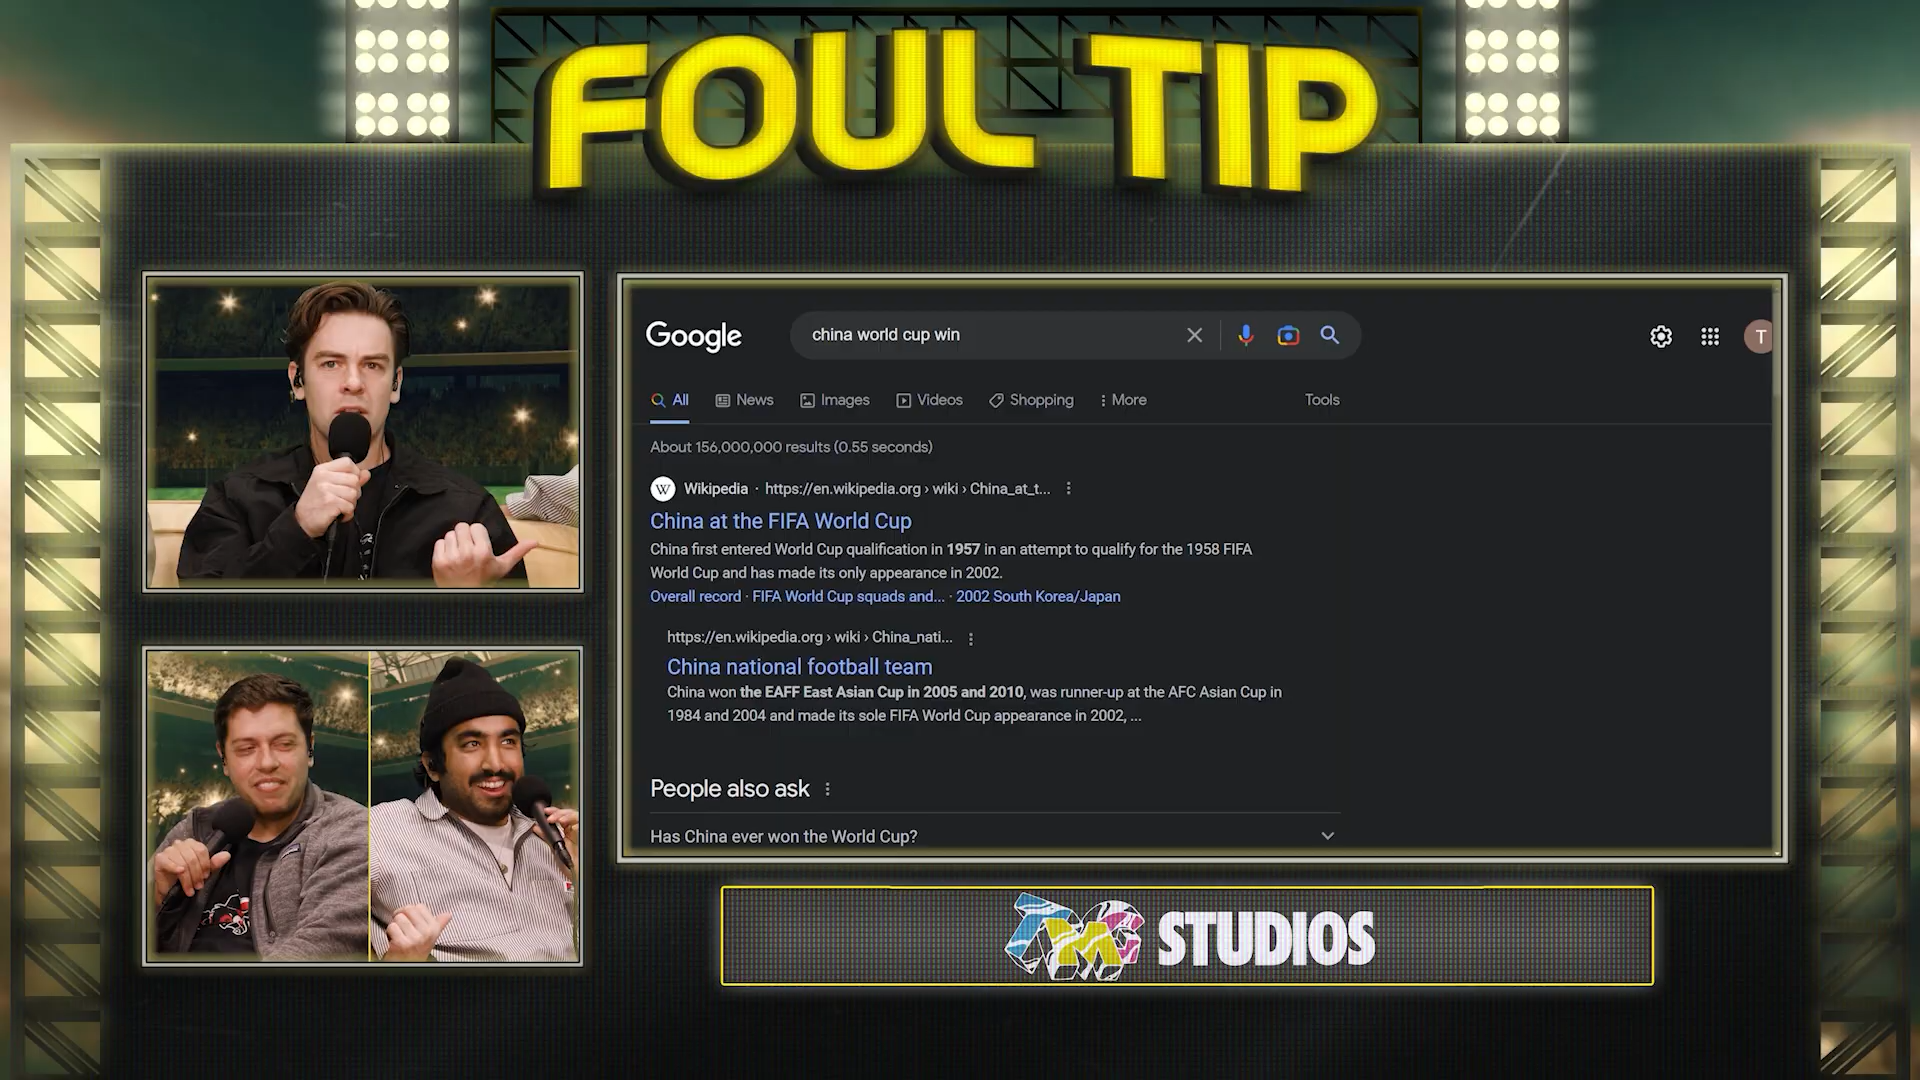 FOUL TIP
Google
china world cup win
T
All
News
Images
Videos
Shopping
More
Tools
About 156,000,000 results (0.55 seconds)
W
Wikipedia · https://en.wikipedia.org › wiki › China_at_t...
China at the FIFA World Cup
China first entered World Cup qualification in 1957 in an attempt to qualify for the 1958 FIFA
World Cup and has made its only appearance in 2002.
Overall record · FIFA World Cup squads and... · 2002 South Korea/Japan
https://en.wikipedia.org › wiki › China_nati...
China national football team
China won the EAFF East Asian Cup in 2005 and 2010, was runner-up at the AFC Asian Cup in
1984 and 2004 and made its sole FIFA World Cup appearance in 2002, ...
People also ask
Has China ever won the World Cup?
TMG STUDIOS